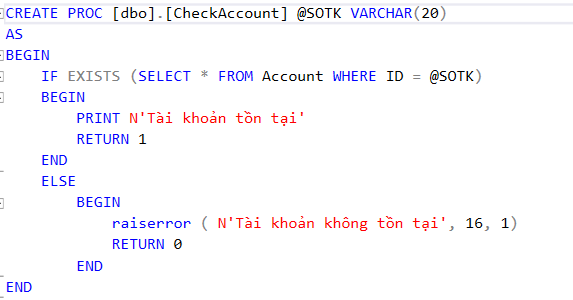 CREATE PROC [dbo].[CheckAccount] @SOTK VARCHAR(20)
AS
BEGIN
    IF EXISTS (SELECT * FROM Account WHERE ID = @SOTK)
    BEGIN
        PRINT N'Tài khoản tồn tại'
        RETURN 1
    END
    ELSE
        BEGIN
            raiserror ( N'Tài khoản không tồn tại', 16, 1)
            RETURN 0
        END
END